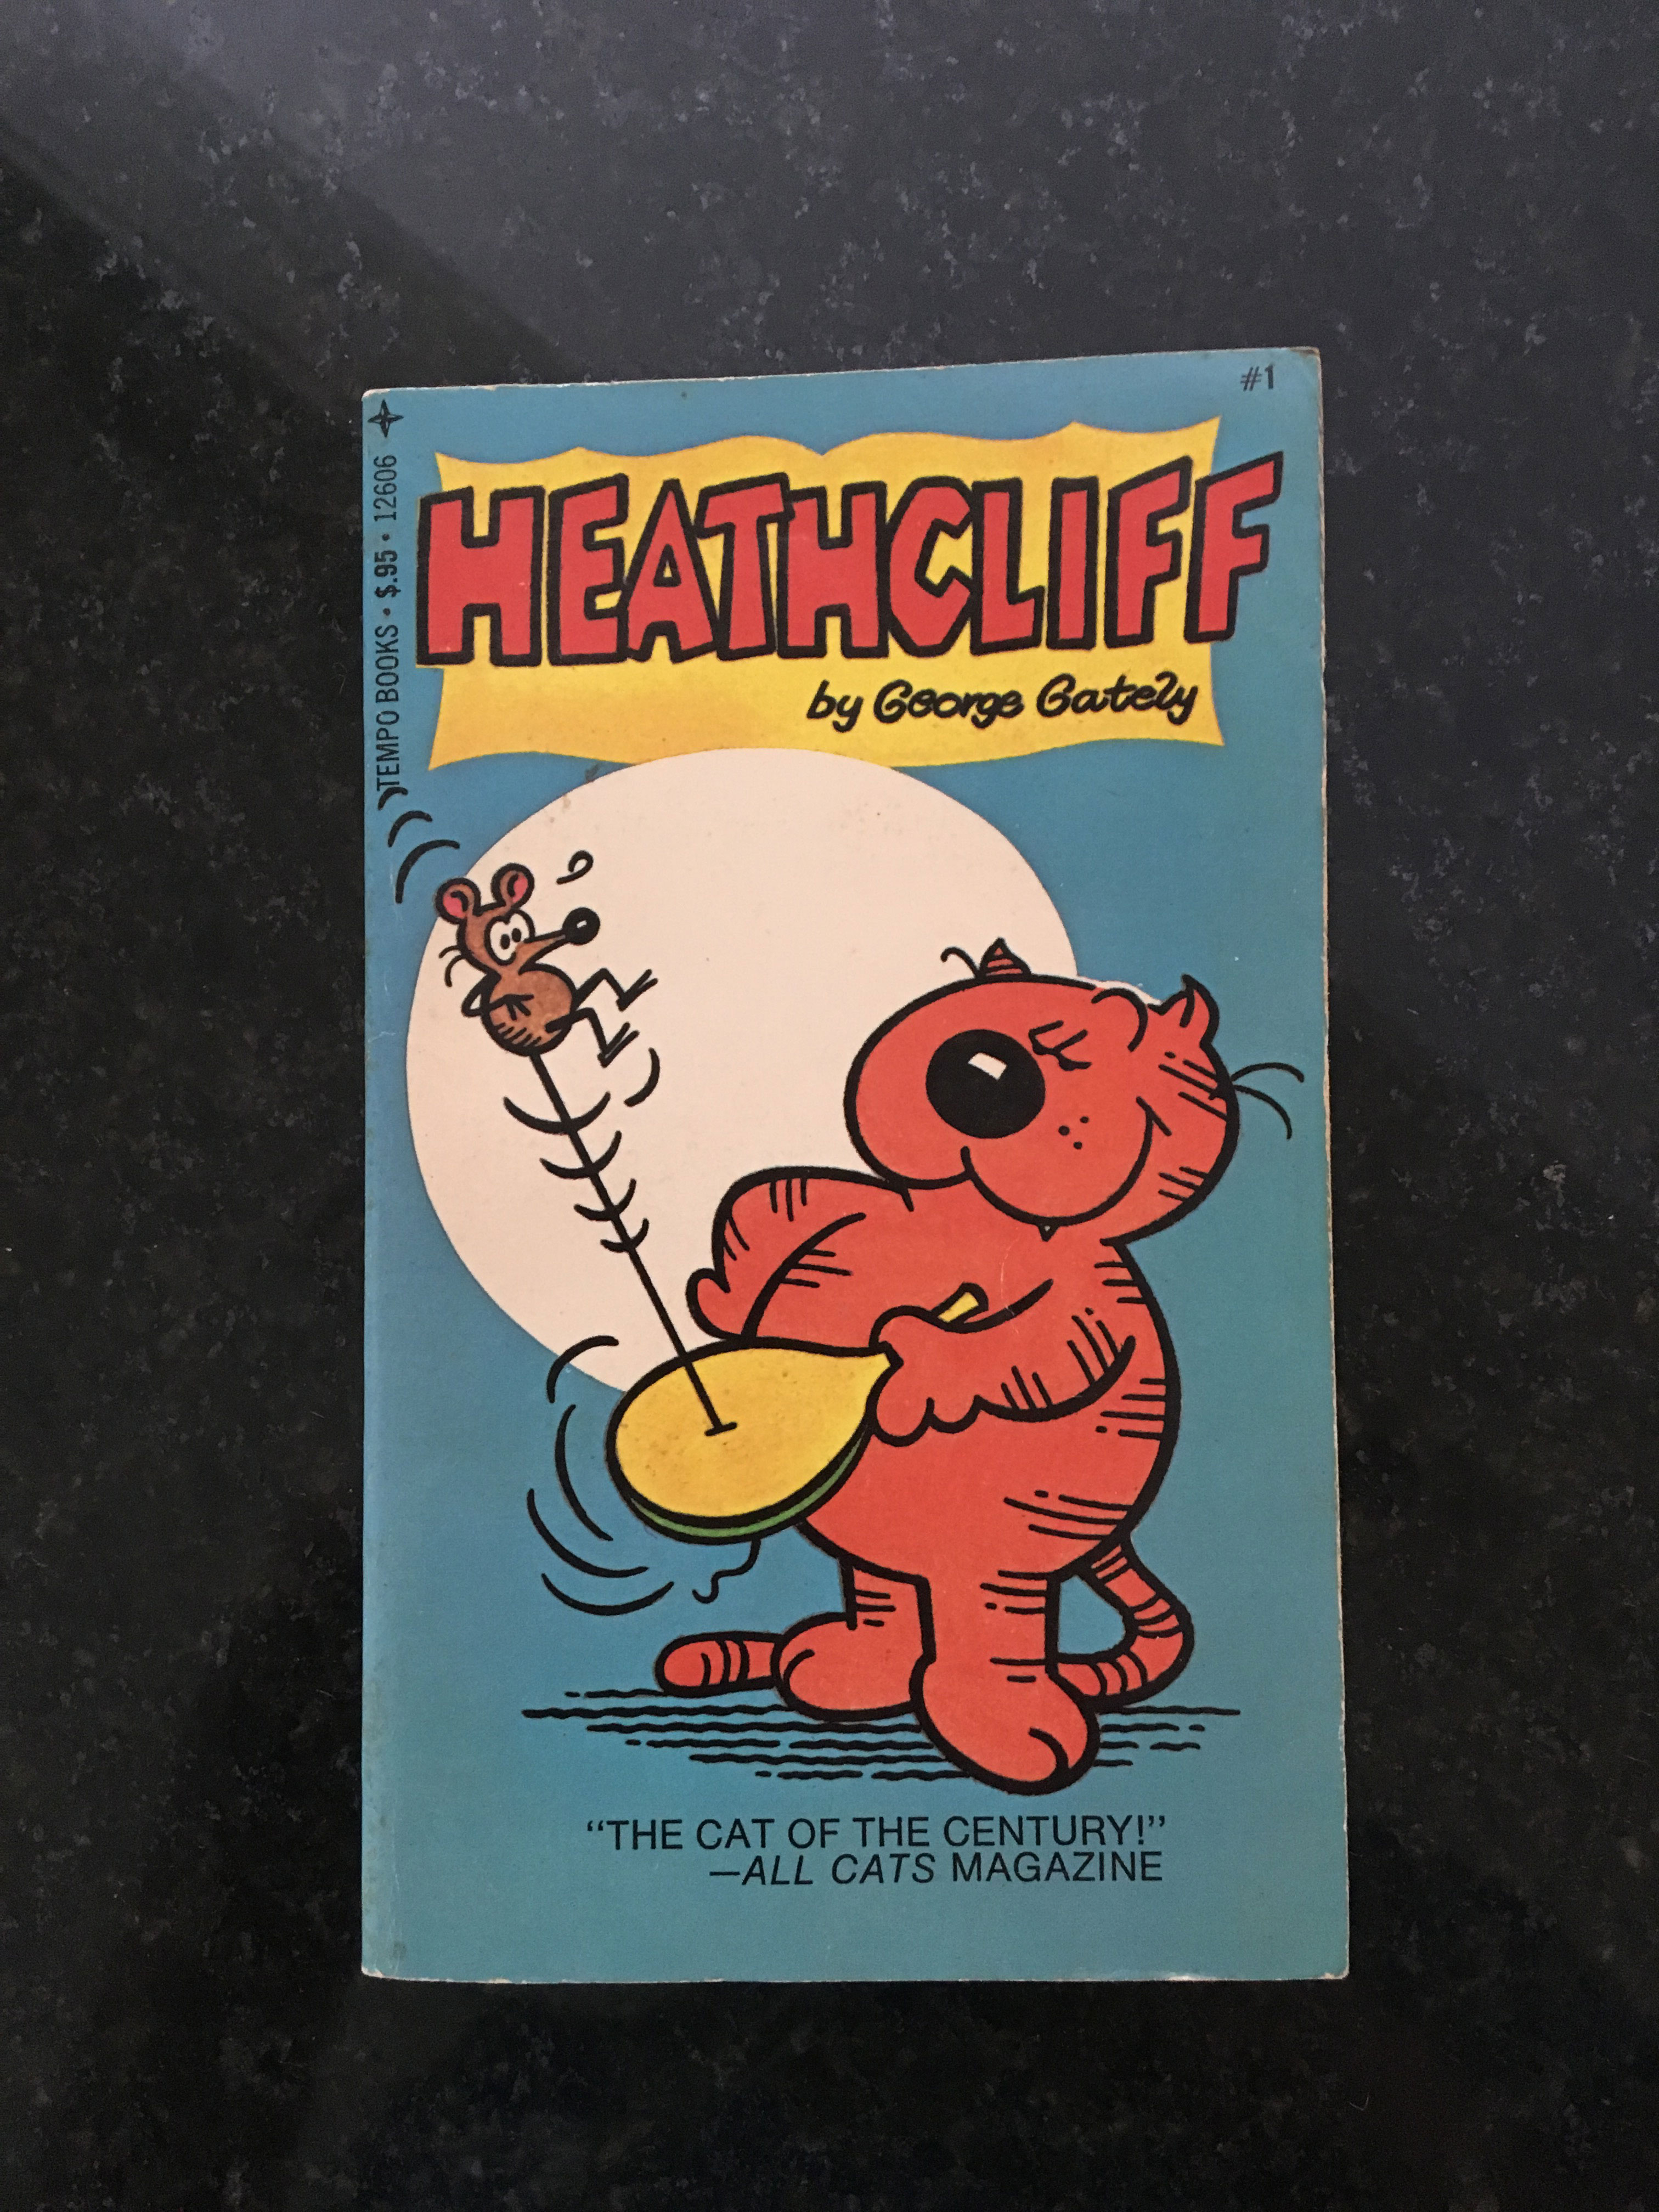 #1
TEMPO BOOKS • $.95 • 12606
HEATHCLIFF
by George Gately
"THE CAT OF THE CENTURY!"
—ALL CATS MAGAZINE